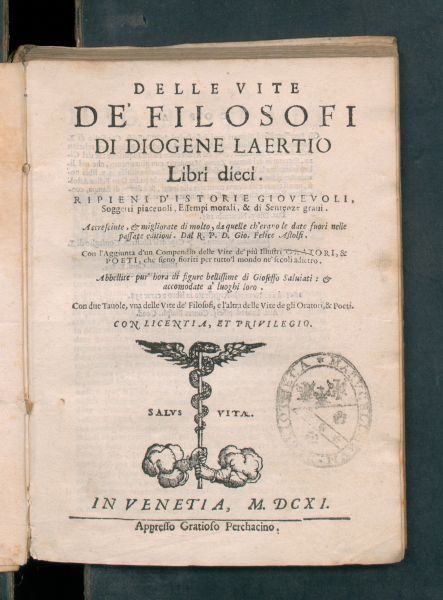 DELLE VITE
DE' FILOSOFI
DI DIOGENE LAERTIO
Libri dieci.
RIPIENI D'ISTORIE GIOVEVOLI,
Soggetti piaceuoli, Essempi morali, & di Sentenze graui.
Accresciute, & migliorate di molto, da quelle ch'erano le date fuori nelle
passate editioni. Dal R. P. D. Gio. Felice Astolfi.
Con l'Aggiunta d'un Compendio delle Vite de' più Illustri ORATORI, &
POETI, che sieno fioriti per tutto'l mondo ne' secoli adietro.
Abbellite pur' hora di figure bellissime di Gioseffo Saluiati: &
accomodate a' luoghi loro.
Con due Tauole, vna delle Vite de' Filosofi, e l'altra delle Vite de gli Oratori, & Poeti.
CON LICENTIA, ET PRIVILEGIO.
SALVS VITÆ.
IN VENETIA, M. DCXI.
Appresso Gratioso Perchacino.